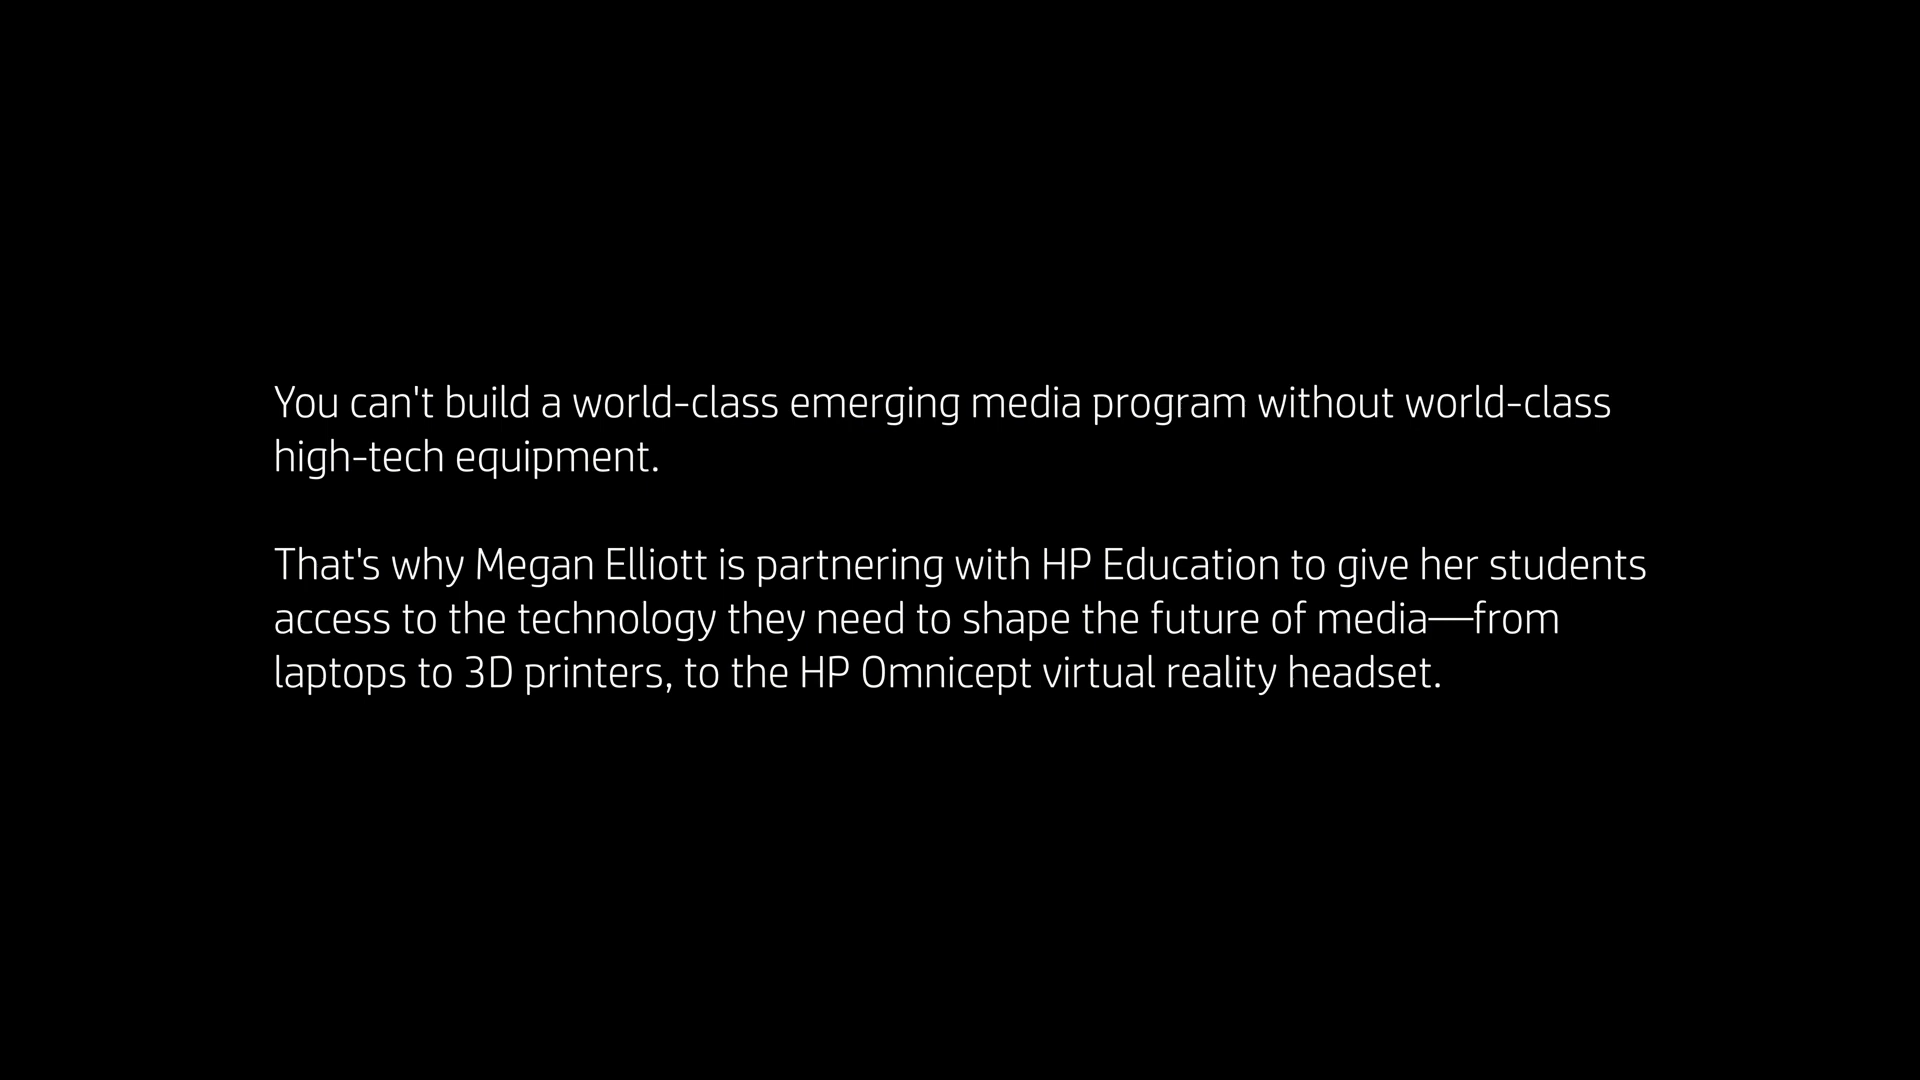 You can't build a world-class emerging media program without world-class
high-tech equipment.
That's why Megan Elliott is partnering with HP Education to give her students
access to the technology they need to shape the future of media—from
laptops to 3D printers, to the HP Omnicept virtual reality headset.